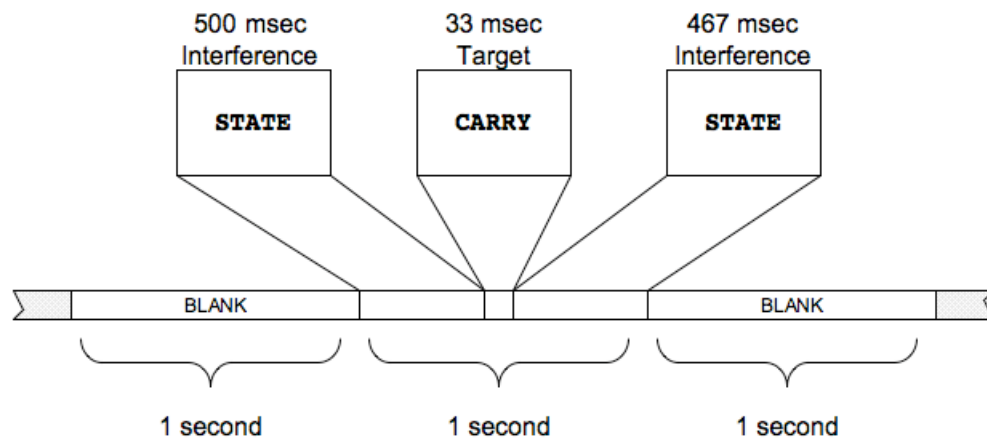 500 msec
Interference
33 msec
Target
467 msec
Interference
STATE
CARRY
STATE
BLANK
BLANK
1 second
1 second
1 second